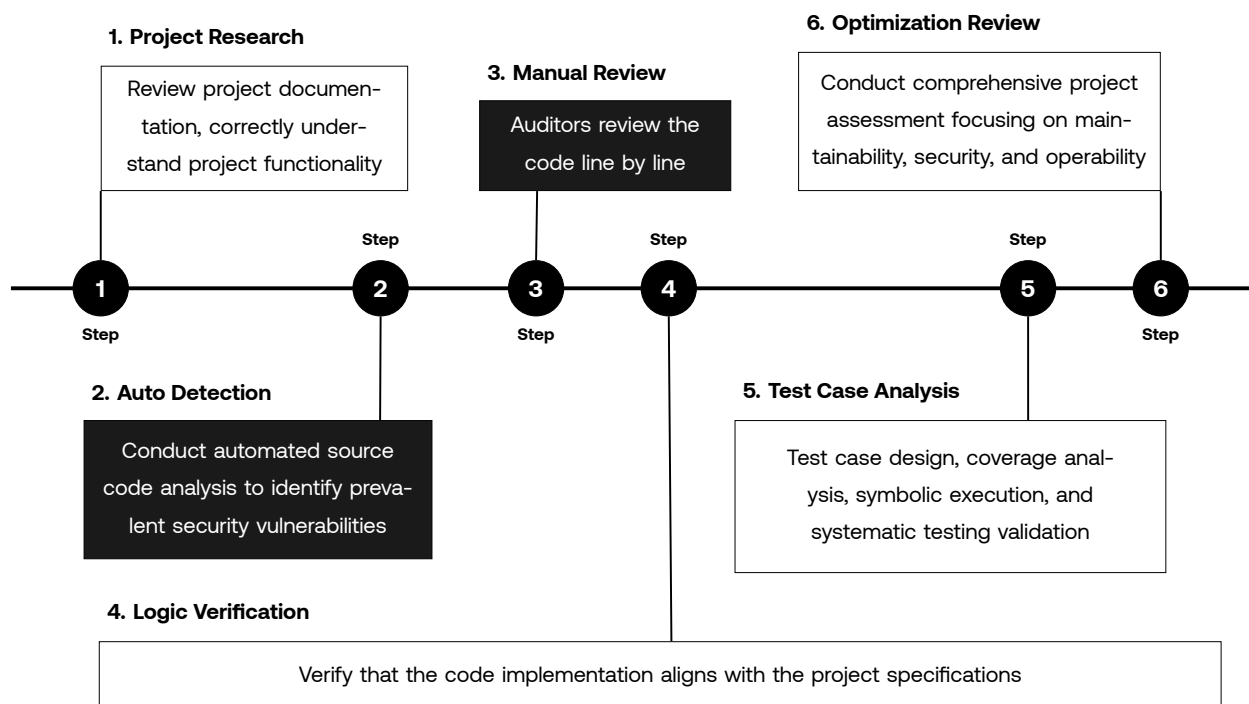 1. Project Research
Review project documen-
tation, correctly under-
stand project functionality
3. Manual Review
Auditors review the
code line by line
6. Optimization Review
Conduct comprehensive project
assessment focusing on main-
tainability, security, and operability
1
Step
Step
2
3
Step
Step
4
Step
5
6
Step
2. Auto Detection
Conduct automated source
code analysis to identify preva-
lent security vulnerabilities
5. Test Case Analysis
Test case design, coverage anal-
ysis, symbolic execution, and
systematic testing validation
4. Logic Verification
Verify that the code implementation aligns with the project specifications